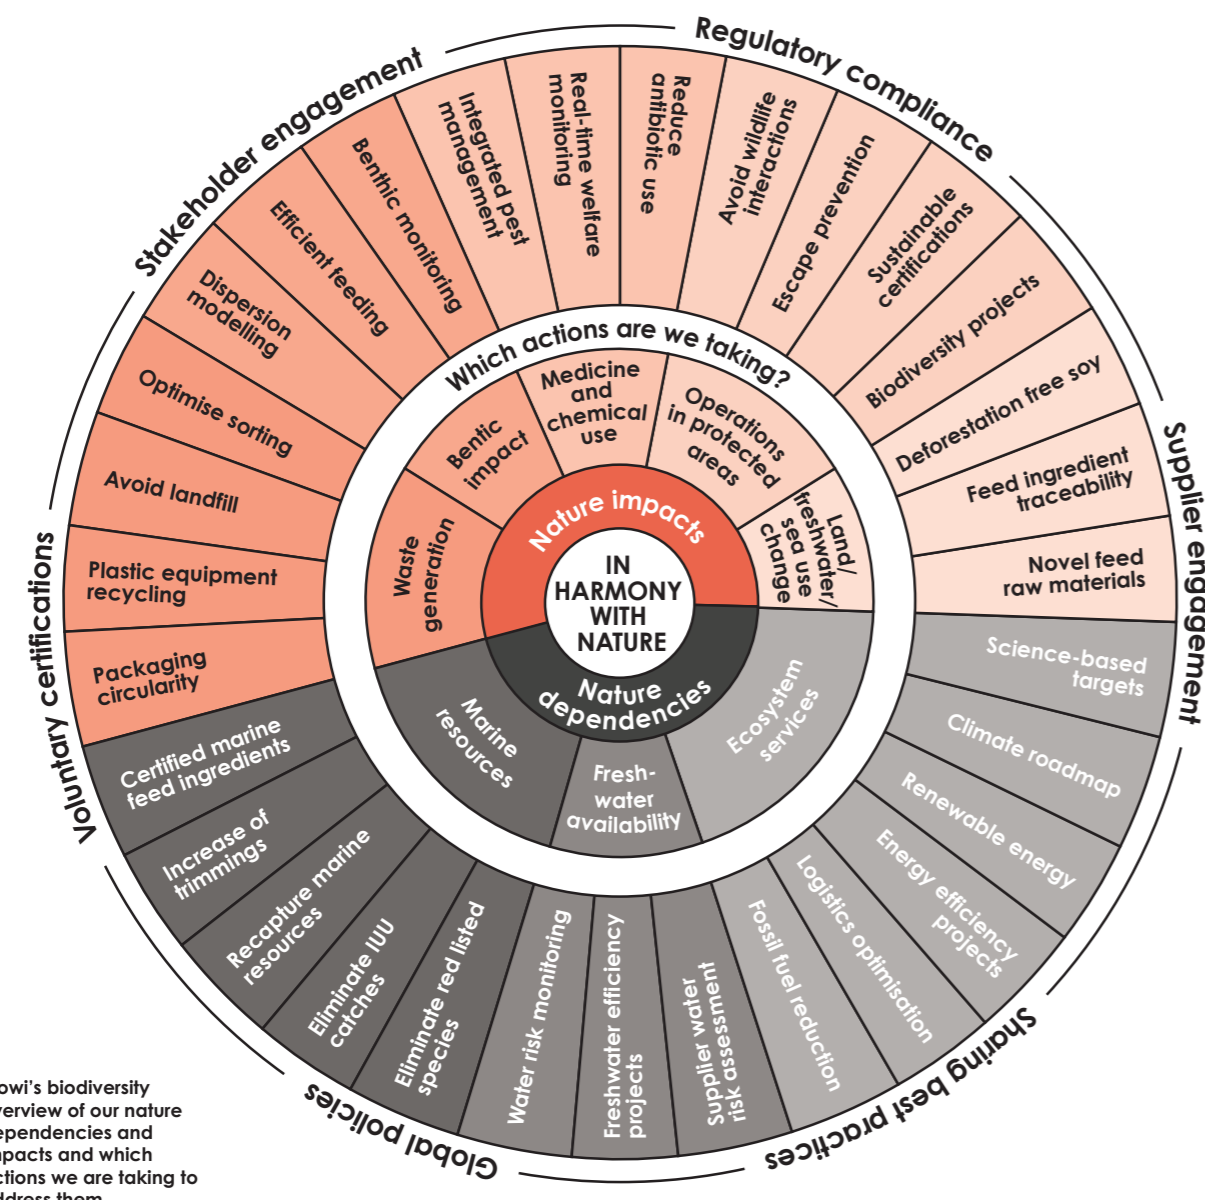 Regulatory compliance
Supplier engagement
Sharing best practices
Global policies
Voluntary certifications
Stakeholder engagement
Integrated pest
management
Real-time welfare
monitoring
Reduce
antibiotic use
Avoid wildlife
interactions
Escape prevention
Sustainable
certifications
Biodiversity projects
Deforestation free soy
Feed ingredient
traceability
Novel feed
raw materials
Science-based
targets
Climate roadmap
Renewable energy
Energy efficiency
projects
Logistics optimisation
Fossil fuel reduction
Supplier water
risk assessment
Freshwater efficiency
projects
Water risk monitoring
Eliminate red listed
species
Eliminate IUU
catches
Recapture marine
resources
Increase of
trimmings
Certified marine
feed ingredients
Packaging
circularity
Plastic equipment
recycling
Avoid landfill
Optimise sorting
Dispersion
modelling
Efficient feeding
Benthic monitoring
Which actions are we taking?
Waste
generation
Bentic
impact
Medicine
and
chemical
use
Operations
in protected
areas
Land/
freshwater/
sea use
change
Ecosystem
services
Fresh-
water
availability
Marine
resources
Nature impacts
Nature
dependencies
IN
HARMONY
WITH
NATURE
owi's biodiversity
verview of our nature
ependencies and
mpacts and which
ctions we are taking to
ddress them